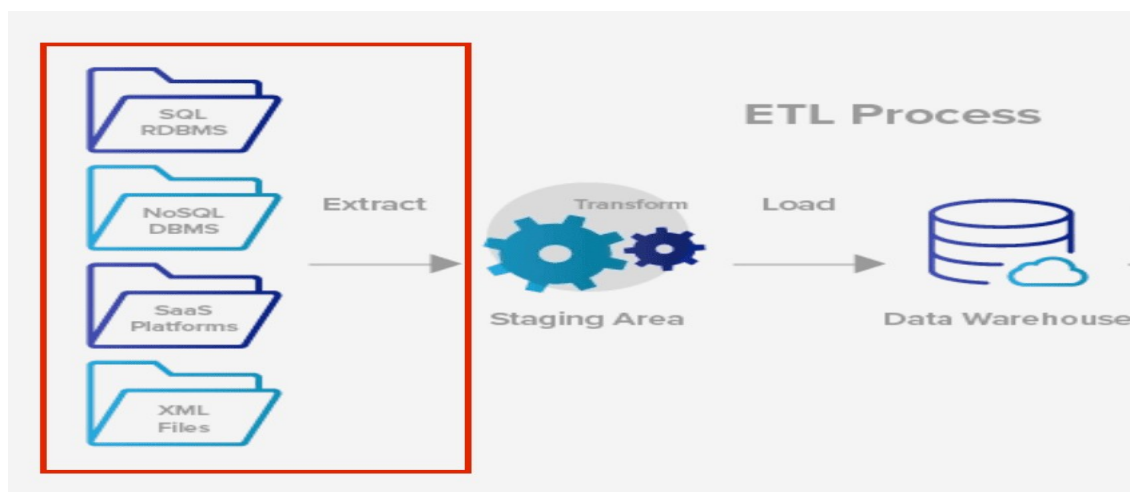 ETL Process
SQL
RDBMS
NoSQL
DBMS
SaaS
Platforms
XML
Files
Extract
Transform
Staging Area
Load
Data Warehouse